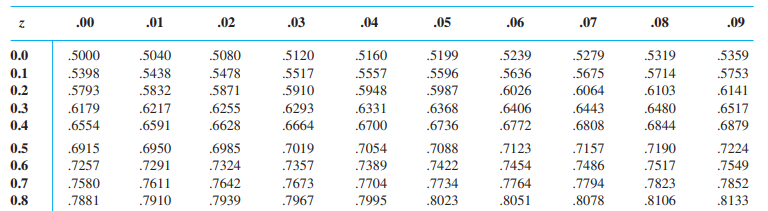 z .00 .01 .02 .03 .04 .05 .06 .07 .08 .09
0.0 .5000 .5040 .5080 .5120 .5160 .5199 .5239 .5279 .5319 .5359
0.1 .5398 .5438 .5478 .5517 .5557 .5596 .5636 .5675 .5714 .5753
0.2 .5793 .5832 .5871 .5910 .5948 .5987 .6026 .6064 .6103 .6141
0.3 .6179 .6217 .6255 .6293 .6331 .6368 .6406 .6443 .6480 .6517
0.4 .6554 .6591 .6628 .6664 .6700 .6736 .6772 .6808 .6844 .6879
0.5 .6915 .6950 .6985 .7019 .7054 .7088 .7123 .7157 .7190 .7224
0.6 .7257 .7291 .7324 .7357 .7389 .7422 .7454 .7486 .7517 .7549
0.7 .7580 .7611 .7642 .7673 .7704 .7734 .7764 .7794 .7823 .7852
0.8 .7881 .7910 .7939 .7967 .7995 .8023 .8051 .8078 .8106 .8133